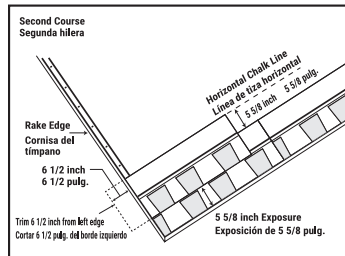 Second Course
Segunda hilera
Horizontal Chalk Line
Línea de tiza horizontal
5 5/8 inch 5 5/8 pulg.
Rake Edge
Cornisa del
tímpano
6 1/2 inch
6 1/2 pulg.
Trim 6 1/2 inch from left edge
Cortar 6 1/2 pulg. del borde izquierdo
5 5/8 inch Exposure
Exposición de 5 5/8 pulg.